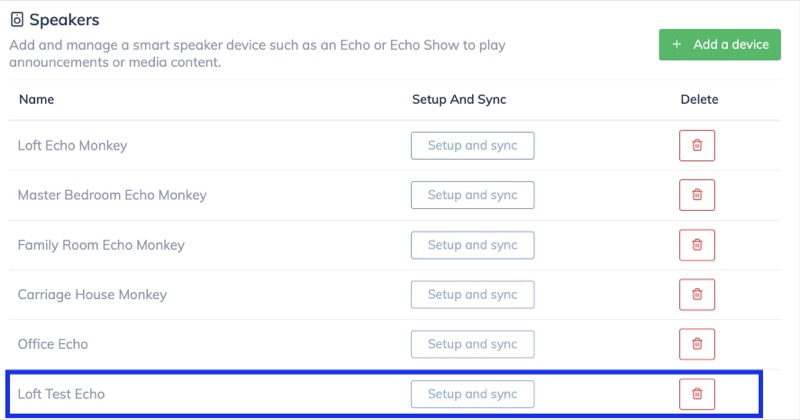 Speakers
Add and manage a smart speaker device such as an Echo or Echo Show to play
announcements or media content.
+ Add a device
Name Setup And Sync Delete
Loft Echo Monkey Setup and sync
Master Bedroom Echo Monkey Setup and sync
Family Room Echo Monkey Setup and sync
Carriage House Monkey Setup and sync
Office Echo Setup and sync
Loft Test Echo Setup and sync